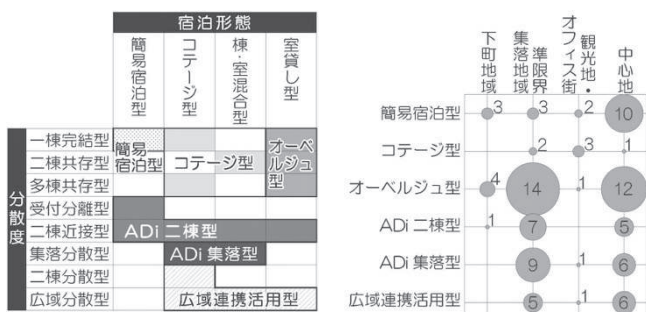 宿泊形態
簡易宿泊型
コテージ型
棟・室混合型
室貸し型
分散度
一棟完結型
二棟共存型
多棟共存型
受付分離型
二棟近接型
集落分散型
二棟分散型
広域分散型
簡易
宿泊型
コテージ型
オーベ
ルジュ
型
ADi 二棟型
ADi 集落型
広域連携活用型
下町地域
準限界
集落地域
観光地・
オフィス街
中心地
簡易宿泊型 3 3 2 10
コテージ型 2 3 1
オーベルジュ型 4 14 1 12
ADi 二棟型 1 7 5
ADi 集落型 9 1 6
広域連携活用型 5 1 6